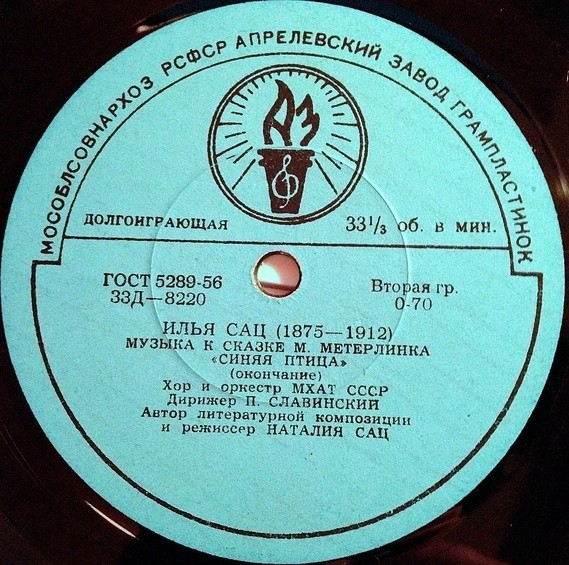 МОСОБЛСОВНАРХОЗ РСФСР АПРЕЛЕВСКИЙ ЗАВОД ГРАМПЛАСТИНОК
АЗ
ДОЛГОИГРАЮЩАЯ 33 1/3 об. в мин.
ГОСТ 5289-56 Вторая гр.
33Д—8220 0-70
ИЛЬЯ САЦ (1875—1912)
МУЗЫКА К СКАЗКЕ М. МЕТЕРЛИНКА
«СИНЯЯ ПТИЦА»
(окончание)
Хор и оркестр МХАТ СССР
Дирижер П. СЛАВИНСКИЙ
Автор литературной композиции
и режиссер НАТАЛИЯ САЦ